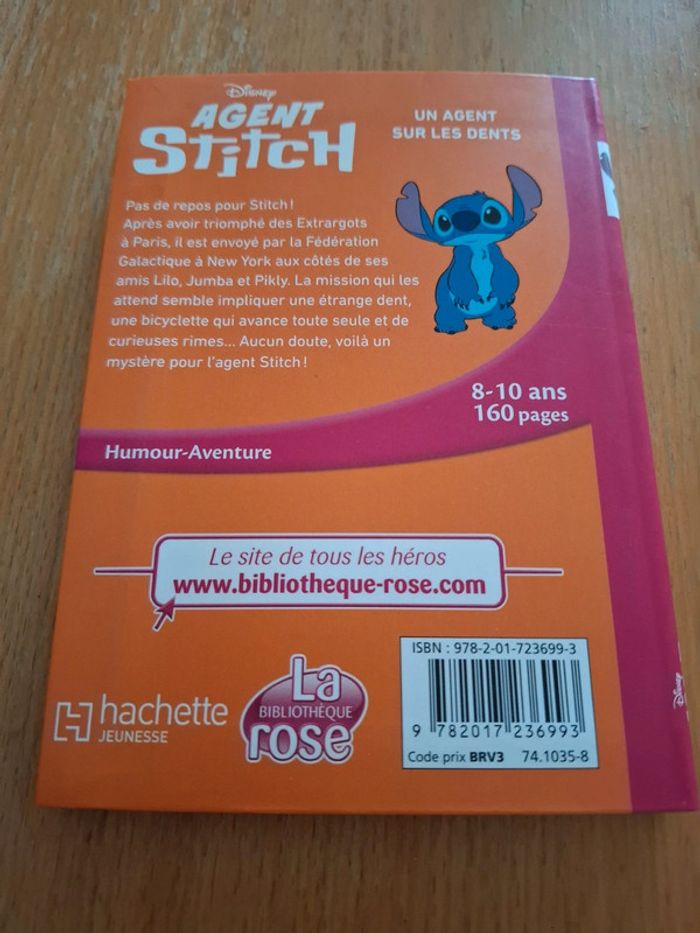 Disney
AGENT
STITCH
UN AGENT
SUR LES DENTS
Pas de repos pour Stitch !
Après avoir triomphé des Extrargots
à Paris, il est envoyé par la Fédération
Galactique à New York aux côtés de ses
amis Lilo, Jumba et Pikly. La mission qui les
attend semble impliquer une étrange dent,
une bicyclette qui avance toute seule et de
curieuses rimes... Aucun doute, voilà un
mystère pour l'agent Stitch !
8-10 ans
160 pages
Humour-Aventure
Le site de tous les héros
www.bibliotheque-rose.com
hachette
JEUNESSE
La
BIBLIOTHÈQUE
rose
ISBN : 978-2-01-723699-3
9 782017 236993
Code prix BRV3 74.1035-8
Disney